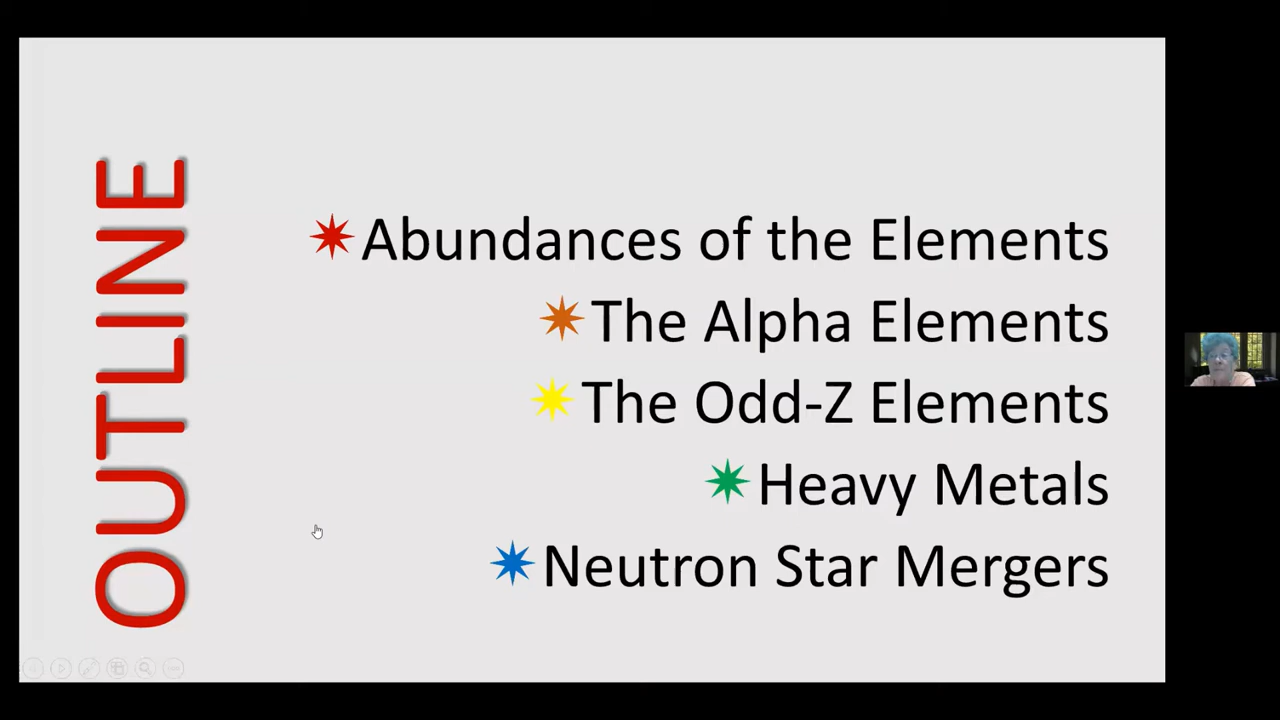 OUTLINE
Abundances of the Elements
The Alpha Elements
The Odd-Z Elements
Heavy Metals
Neutron Star Mergers